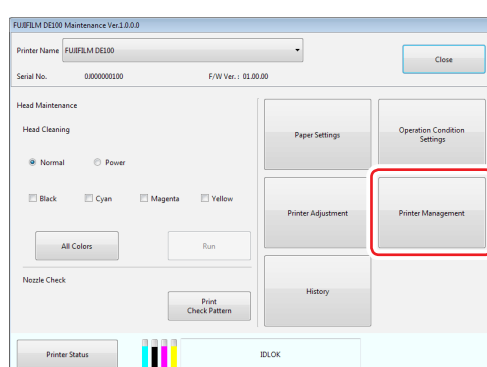 FUJIFILM DE100 Maintenance Ver.1.0.0.0
Printer Name FUJIFILM DE100
Close
Serial No. 0J000000100 F/W Ver.: 01.00.00
Head Maintenance
Head Cleaning
Normal Power
Black Cyan Magenta Yellow
All Colors Run
Nozzle Check
Print
Check Pattern
Paper Settings
Operation Condition
Settings
Printer Adjustment
Printer Management
History
Printer Status
IDLOK